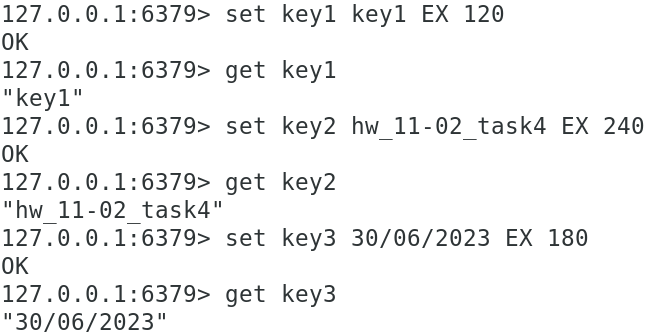 127.0.0.1:6379> set key1 key1 EX 120
OK
127.0.0.1:6379> get key1
"key1"
127.0.0.1:6379> set key2 hw_11-02_task4 EX 240
OK
127.0.0.1:6379> get key2
"hw_11-02_task4"
127.0.0.1:6379> set key3 30/06/2023 EX 180
OK
127.0.0.1:6379> get key3
"30/06/2023"